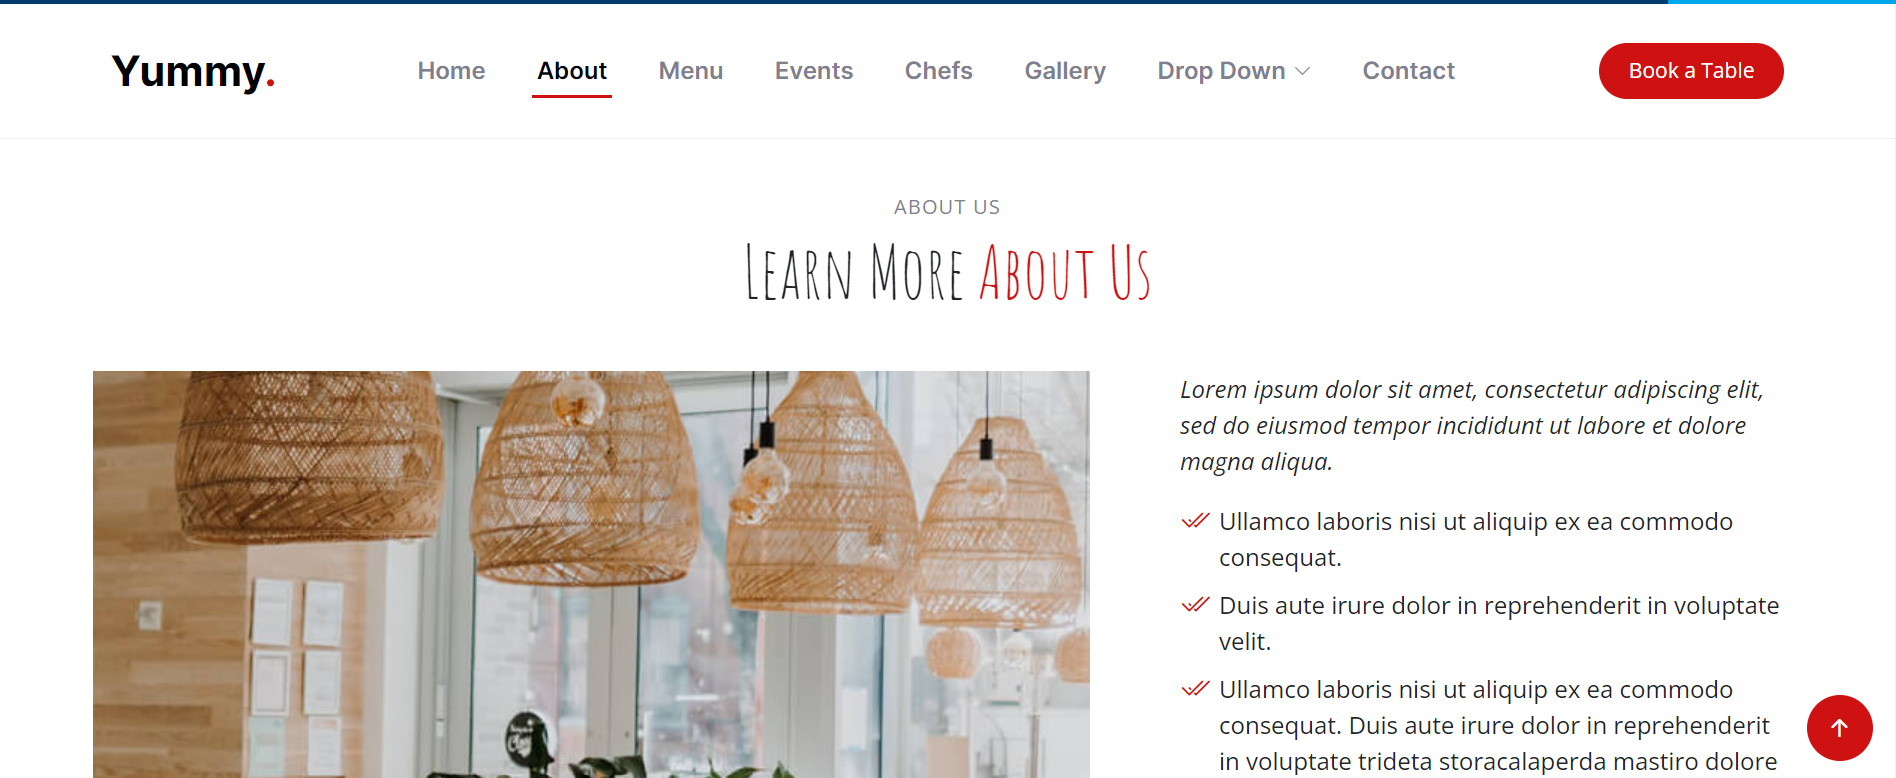 Yummy.
Home About Menu Events Chefs Gallery Drop Down Contact
Book a Table
ABOUT US
Learn More About Us
Lorem ipsum dolor sit amet, consectetur adipiscing elit,
sed do eiusmod tempor incididunt ut labore et dolore
magna aliqua.
Ullamco laboris nisi ut aliquip ex ea commodo
consequat.
Duis aute irure dolor in reprehenderit in voluptate
velit.
Ullamco laboris nisi ut aliquip ex ea commodo
consequat. Duis aute irure dolor in reprehenderit
in voluptate trideta storacalaperda mastiro dolore